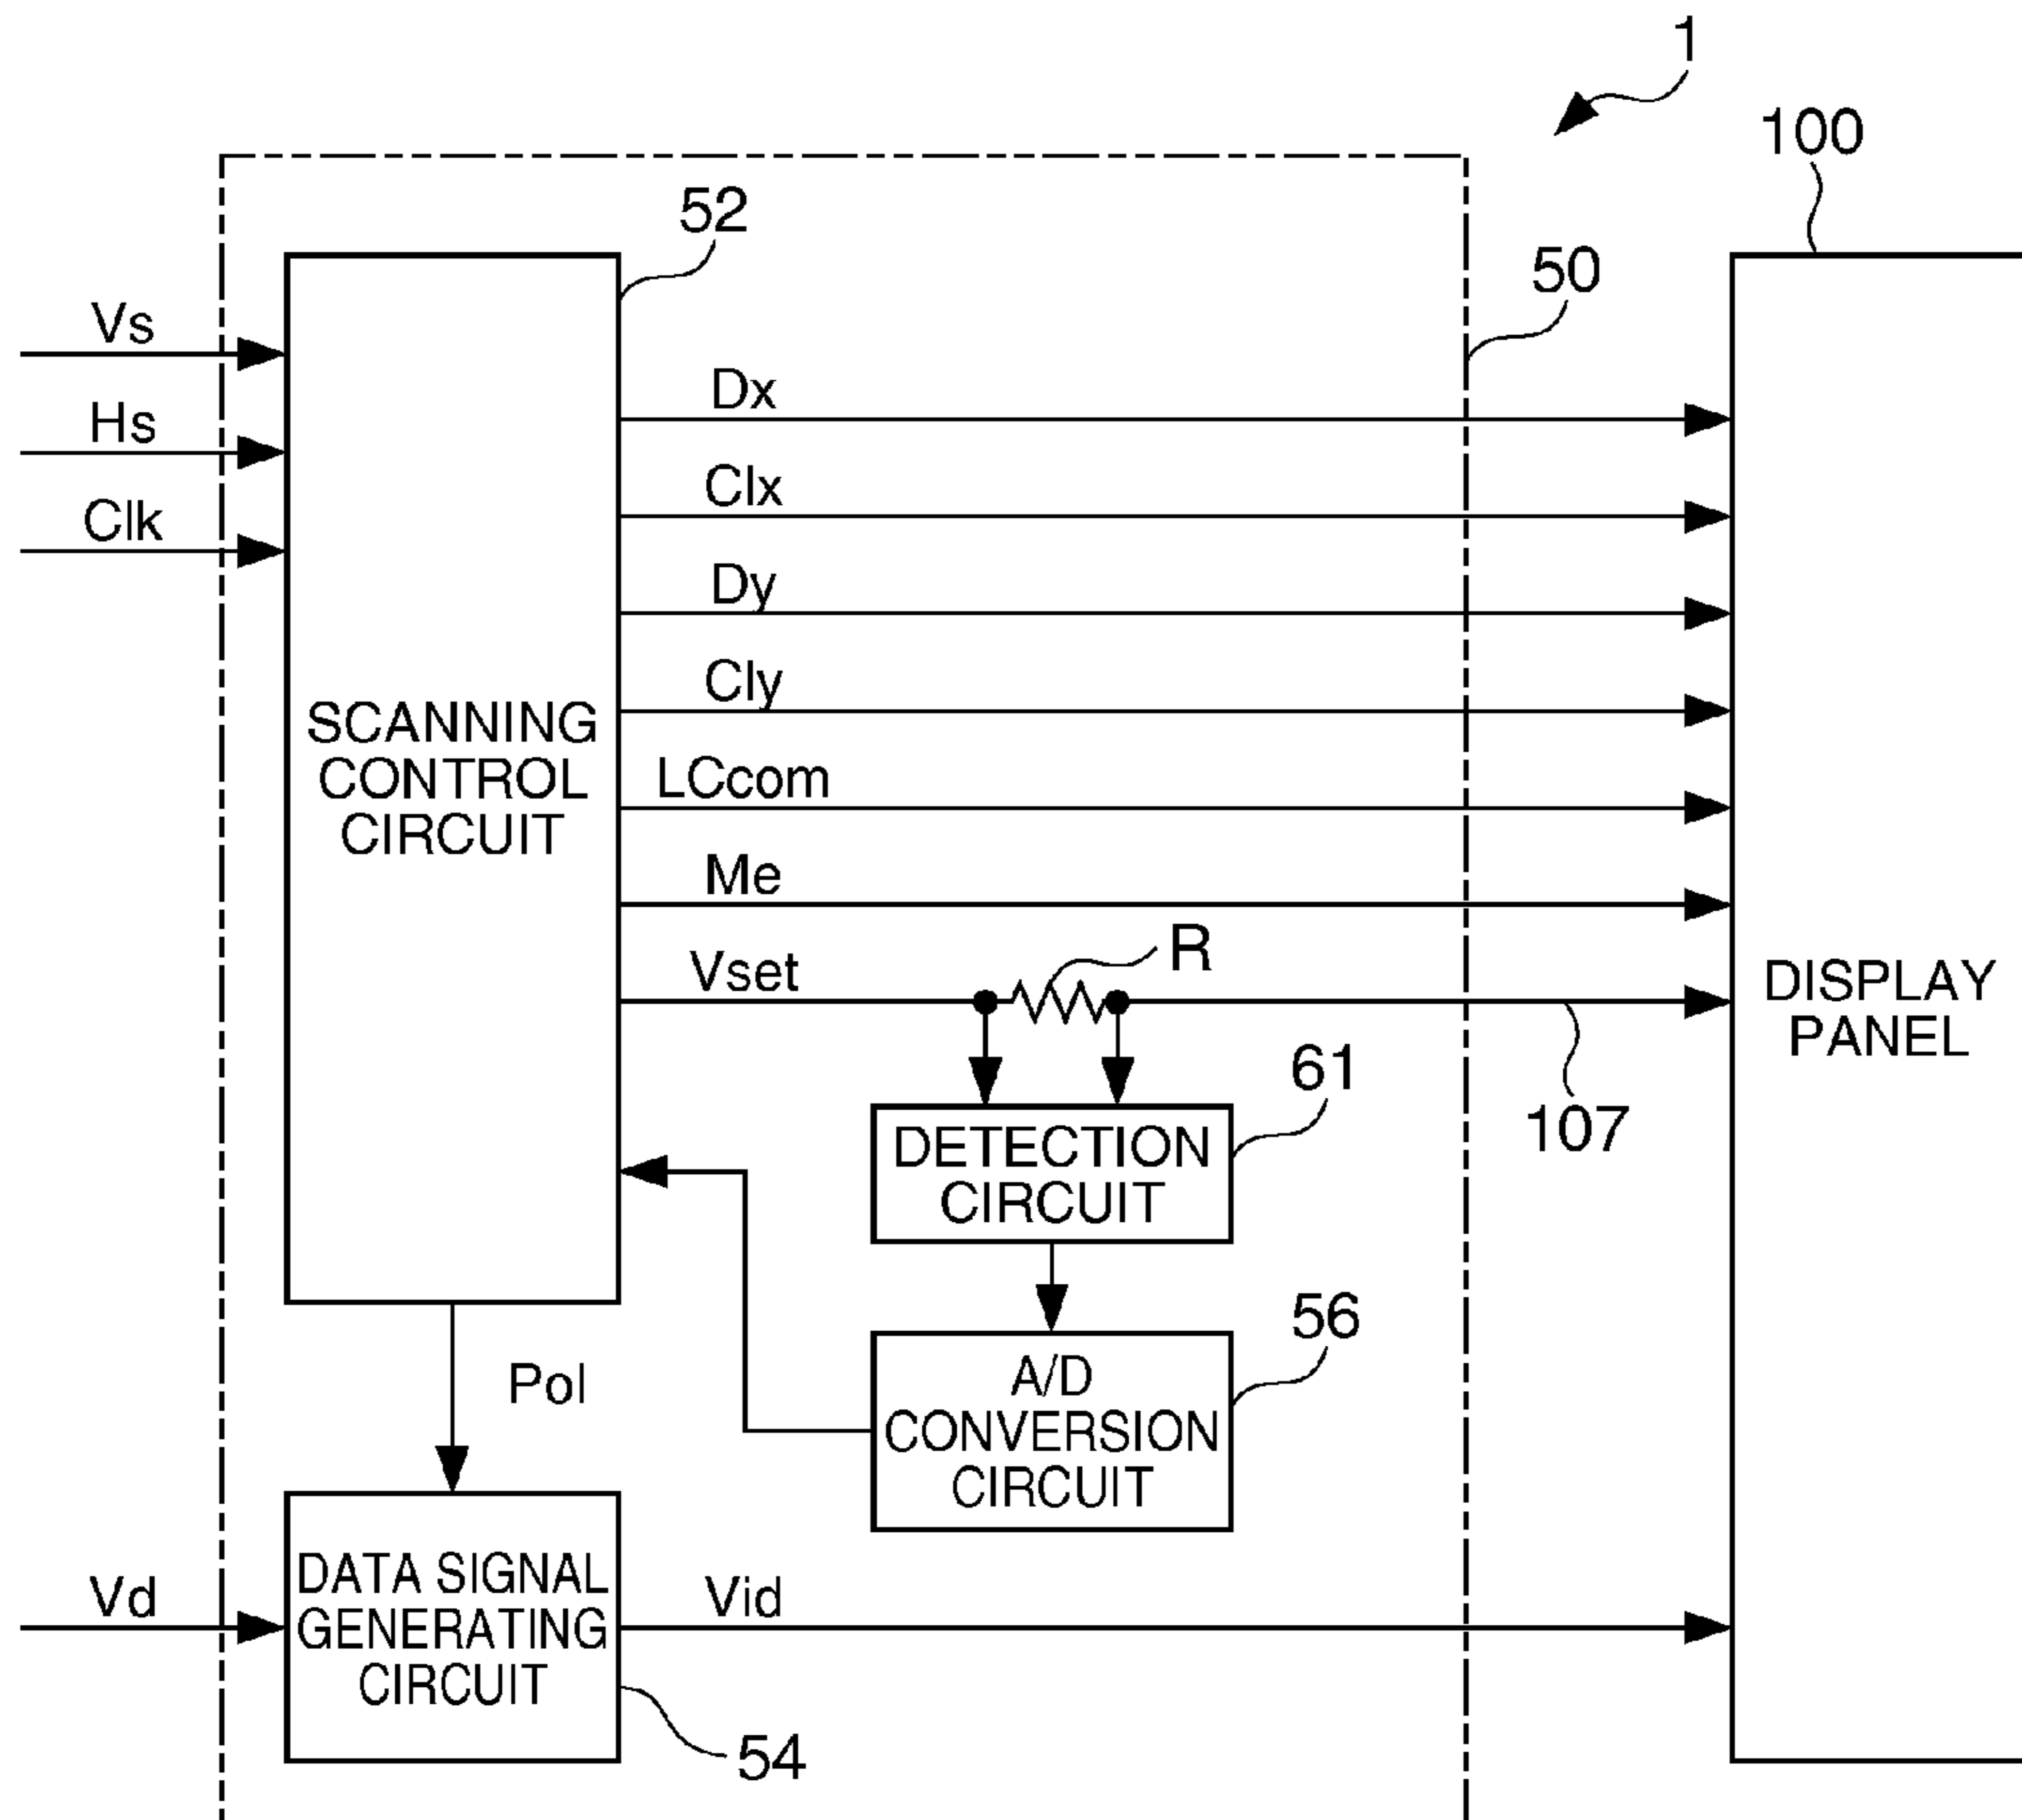 1
100
52
50
Vs
Hs
Clk
Dx
Clx
Dy
Cly
LCcom
Me
Vset
R
SCANNING
CONTROL
CIRCUIT
DISPLAY
PANEL
107
61
DETECTION
CIRCUIT
56
A/D
CONVERSION
CIRCUIT
Pol
Vd
DATA SIGNAL
GENERATING
CIRCUIT
Vid
54